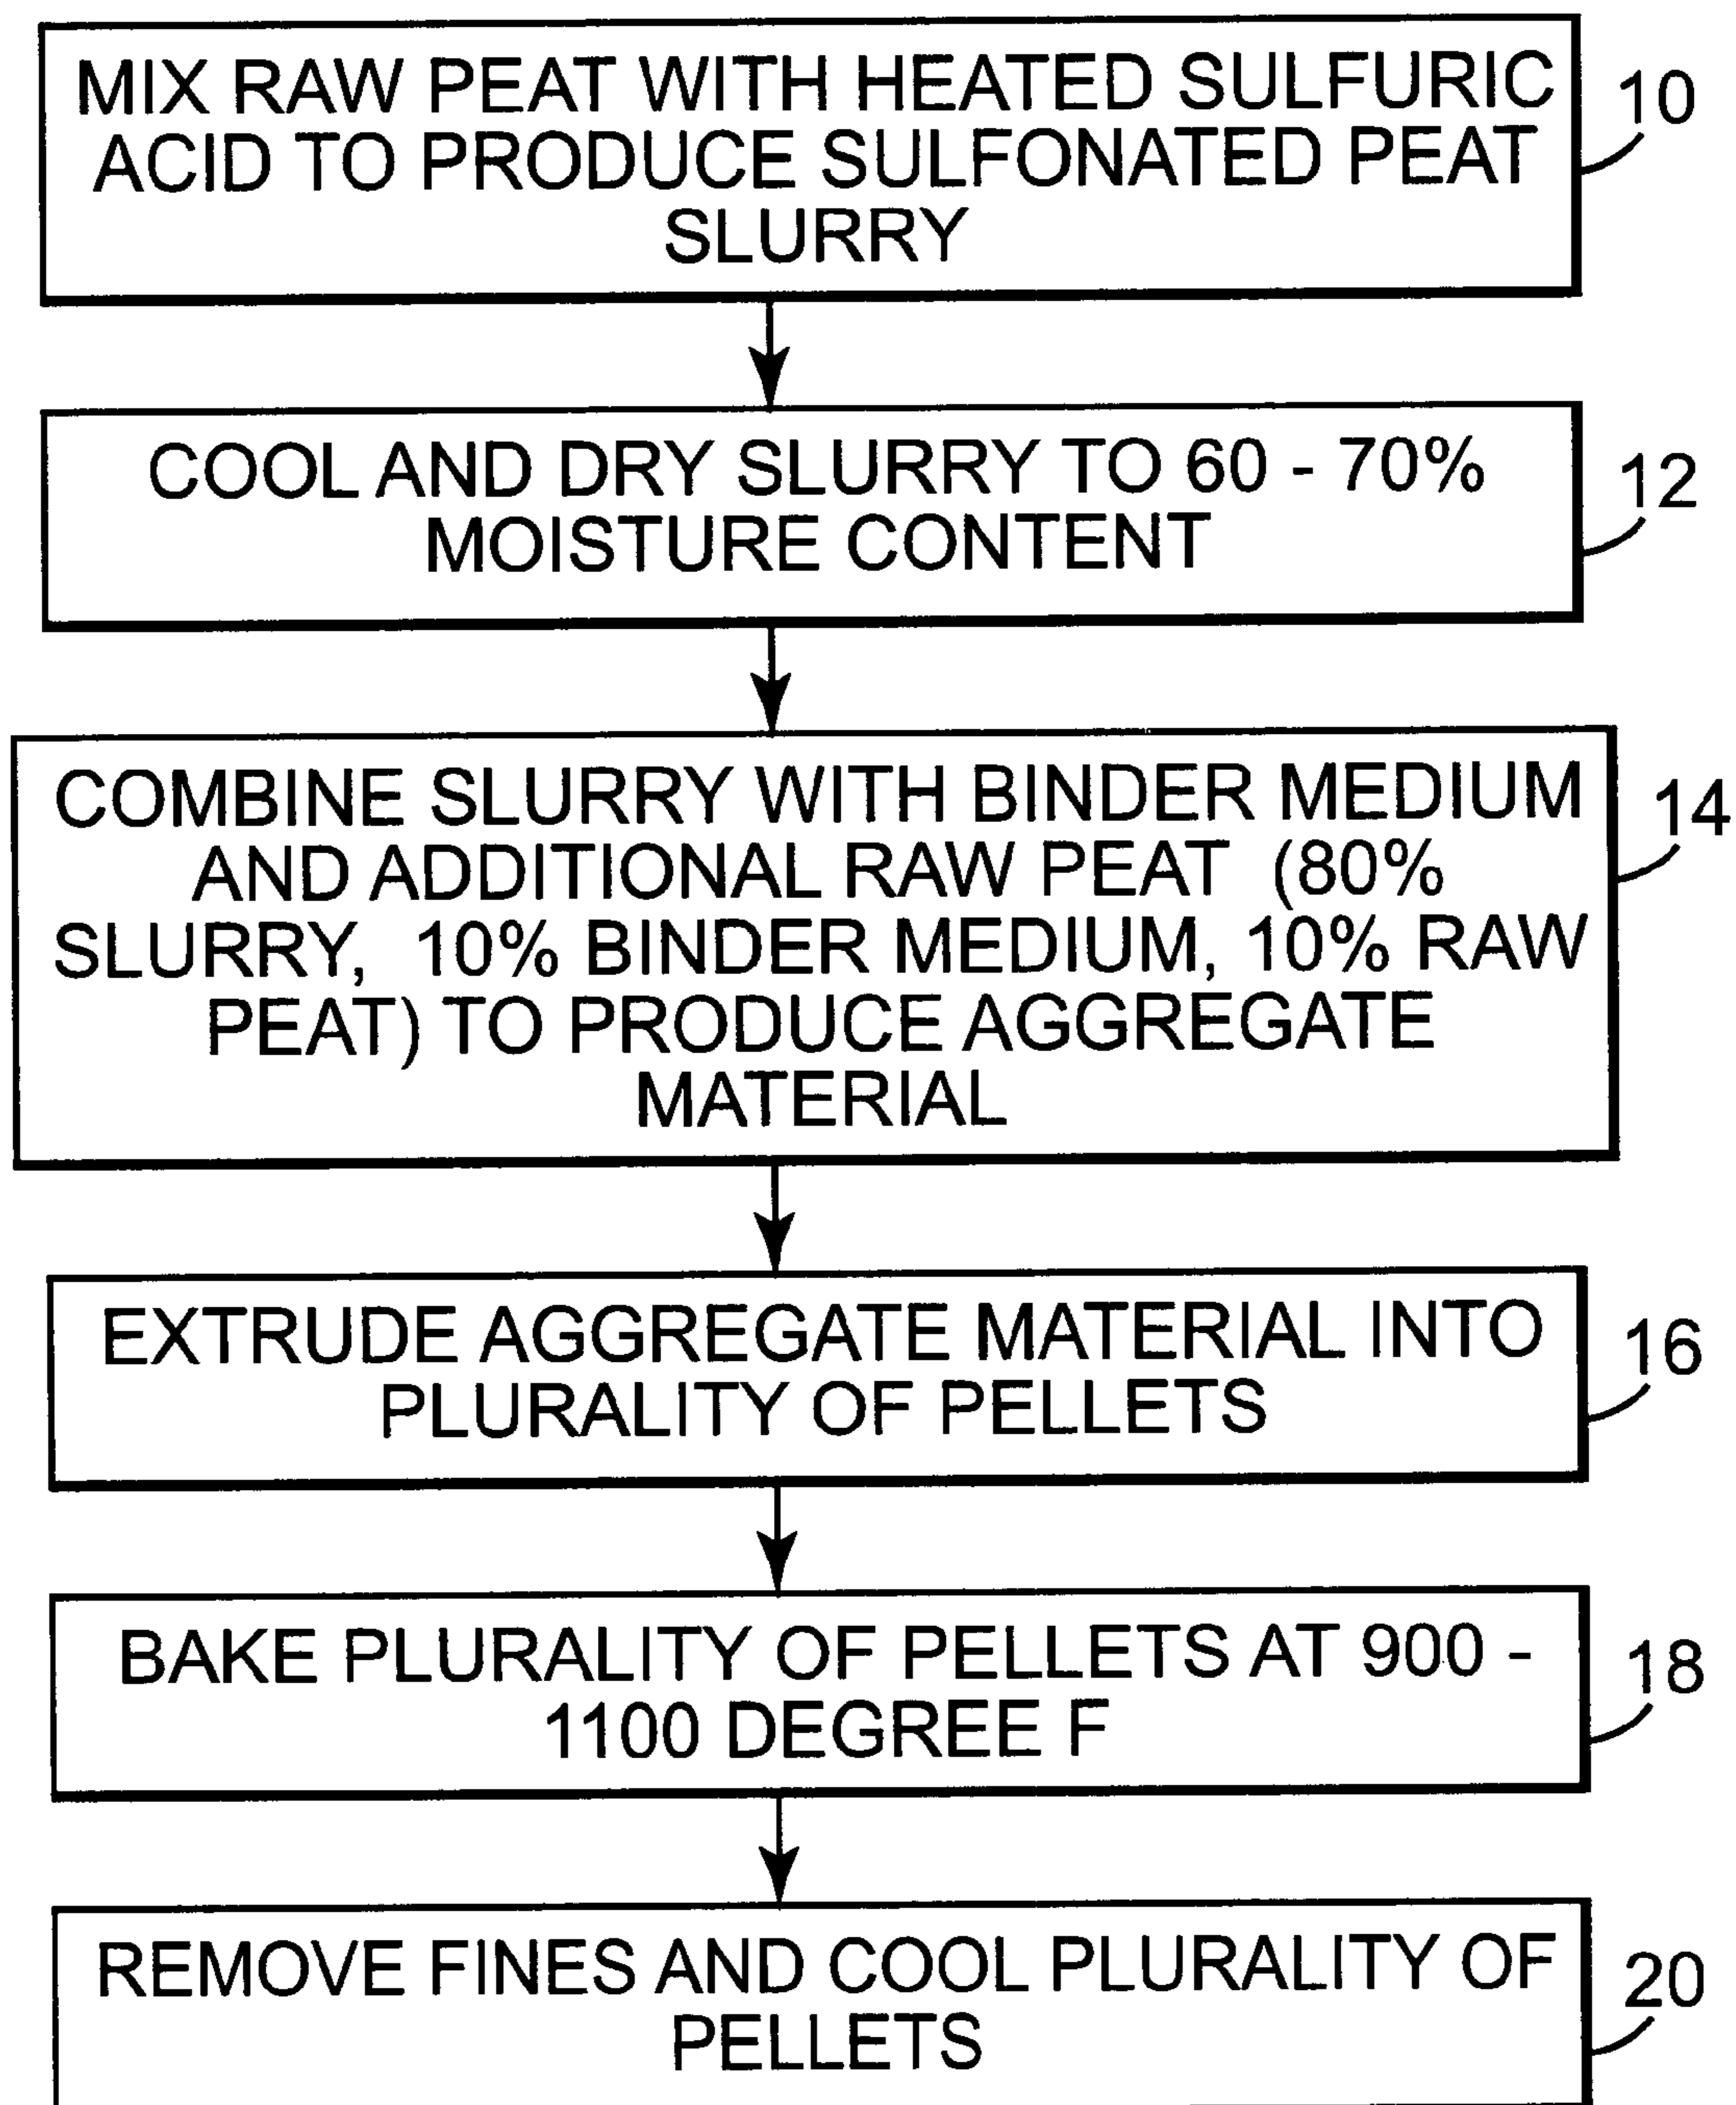 MIX RAW PEAT WITH HEATED SULFURIC
ACID TO PRODUCE SULFONATED PEAT
SLURRY
10
COOL AND DRY SLURRY TO 60 - 70%
MOISTURE CONTENT
12
COMBINE SLURRY WITH BINDER MEDIUM
AND ADDITIONAL RAW PEAT (80%
SLURRY, 10% BINDER MEDIUM, 10% RAW
PEAT) TO PRODUCE AGGREGATE
MATERIAL
14
EXTRUDE AGGREGATE MATERIAL INTO
PLURALITY OF PELLETS
16
BAKE PLURALITY OF PELLETS AT 900 -
1100 DEGREE F
18
REMOVE FINES AND COOL PLURALITY OF
PELLETS
20